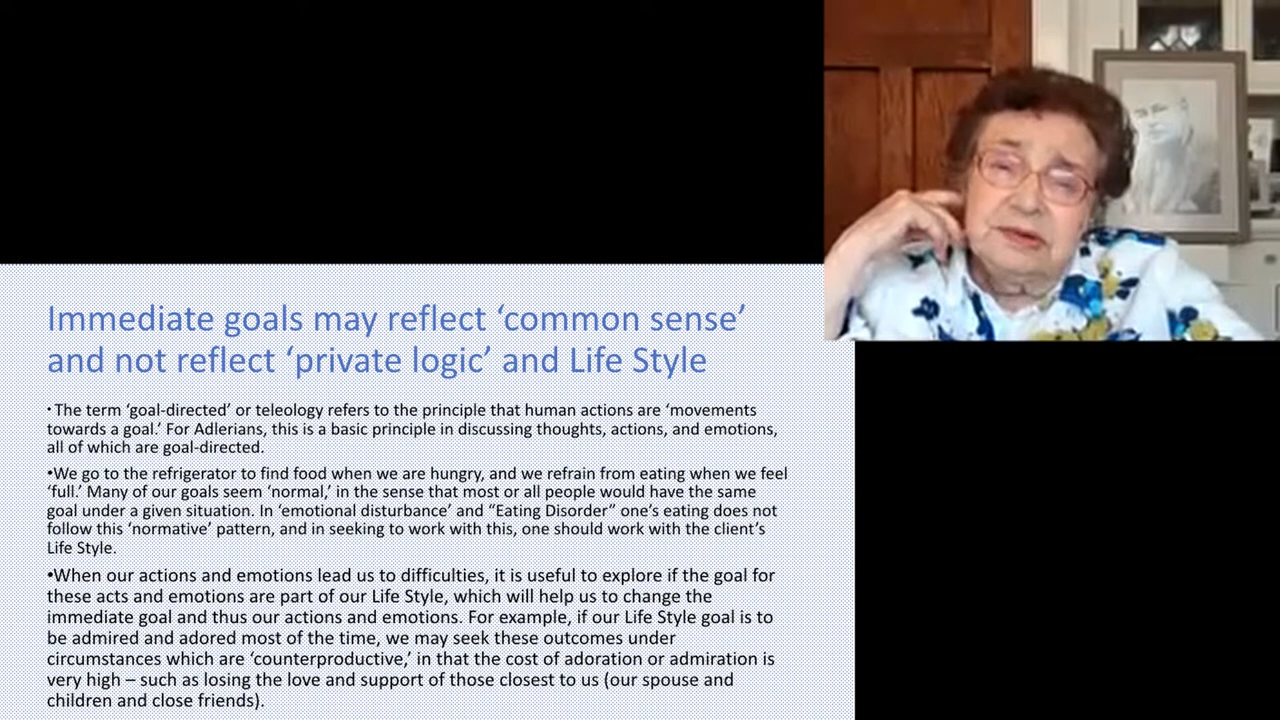 Immediate goals may reflect ‘common sense’
and not reflect ‘private logic’ and Life Style
•The term ‘goal-directed’ or teleology refers to the principle that human actions are ‘movements
towards a goal.’ For Adlerians, this is a basic principle in discussing thoughts, actions, and emotions,
all of which are goal-directed.
•We go to the refrigerator to find food when we are hungry, and we refrain from eating when we feel
‘full.’ Many of our goals seem ‘normal,’ in the sense that most or all people would have the same
goal under a given situation. In ‘emotional disturbance’ and “Eating Disorder” one’s eating does not
follow this ‘normative’ pattern, and in seeking to work with this, one should work with the client’s
Life Style.
•When our actions and emotions lead us to difficulties, it is useful to explore if the goal for
these acts and emotions are part of our Life Style, which will help us to change the
immediate goal and thus our actions and emotions. For example, if our Life Style goal is to
be admired and adored most of the time, we may seek these outcomes under
circumstances which are ‘counterproductive,’ in that the cost of adoration or admiration is
very high – such as losing the love and support of those closest to us (our spouse and
children and close friends).